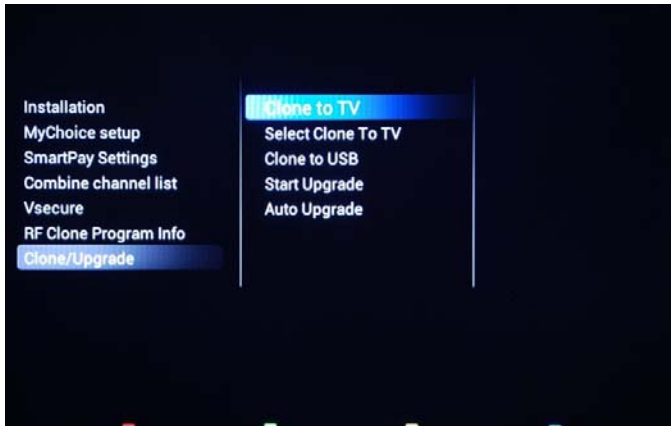 Installation
MyChoice setup
SmartPay Settings
Combine channel list
Vsecure
RF Clone Program Info
Clone/Upgrade
Clone to TV
Select Clone To TV
Clone to USB
Start Upgrade
Auto Upgrade